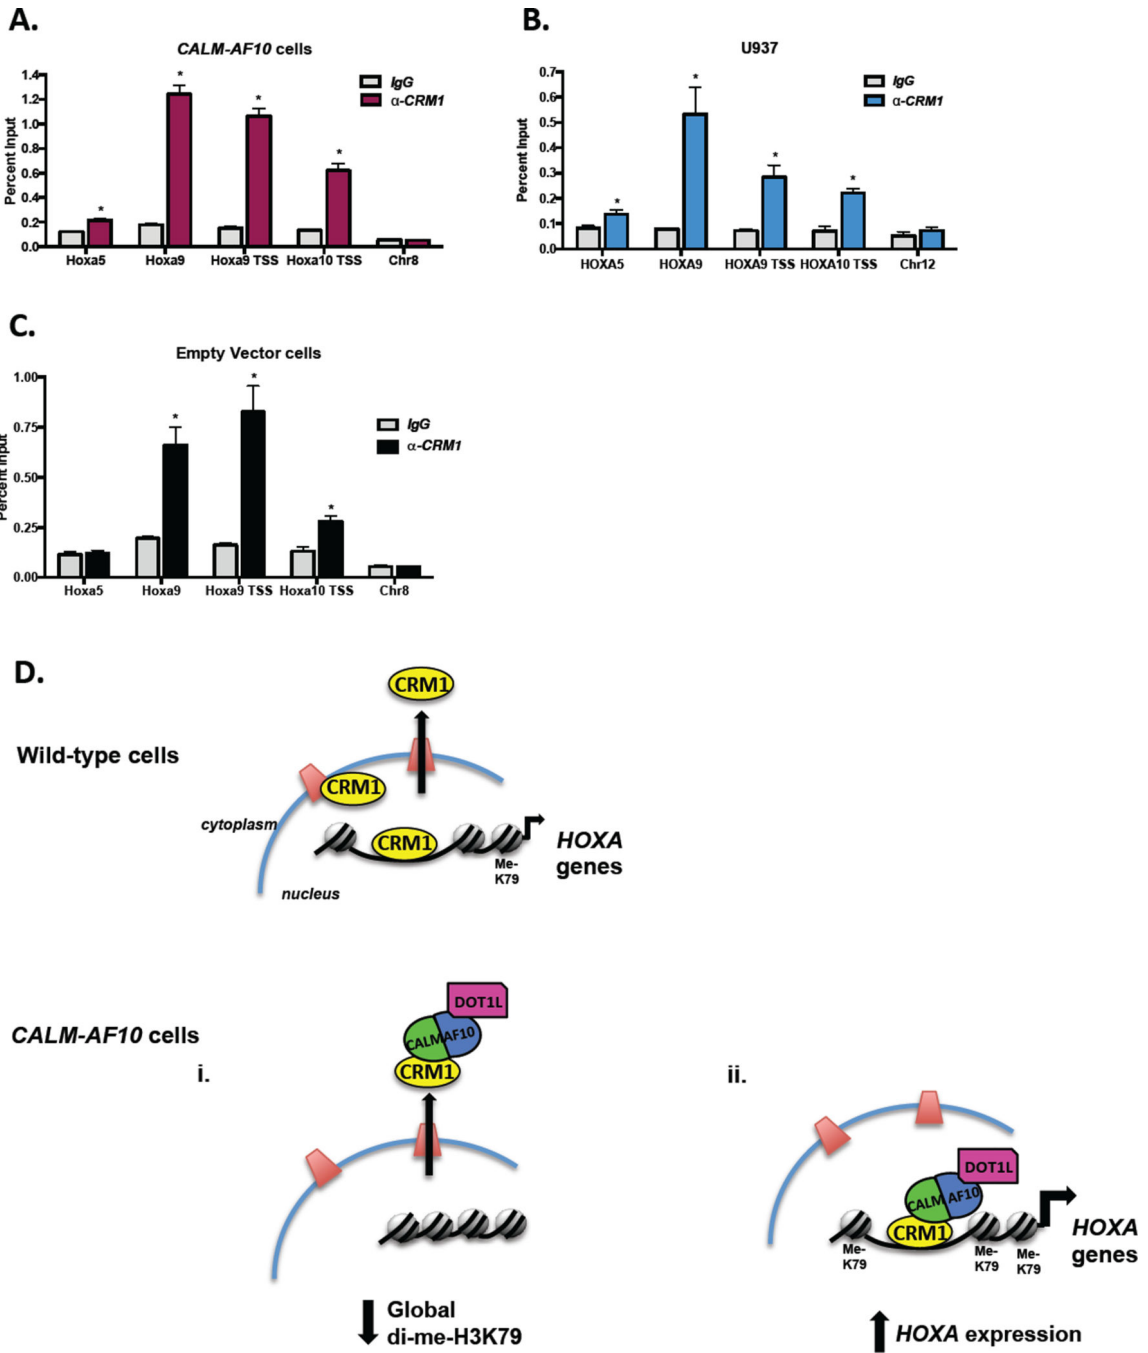 A.
CALM-AF10 cells
Percent Input
1.4
1.2
1.0
0.8
0.6
0.4
0.2
0.0
*
*
*
*
IgG
α-CRM1
Hoxa5 Hoxa9 Hoxa9 TSS Hoxa10 TSS Chr8
B.
U937
Percent Input
0.7
0.6
0.5
0.4
0.3
0.2
0.1
0.0
*
*
*
*
IgG
α-CRM1
HOXA5 HOXA9 HOXA9 TSS HOXA10 TSS Chr12
C.
Empty Vector cells
Percent Input
1.00
0.75
0.50
0.25
0.00
*
*
*
IgG
α-CRM1
Hoxa5 Hoxa9 Hoxa9 TSS Hoxa10 TSS Chr8
D.
Wild-type cells
CRM1
CRM1
cytoplasm
CRM1
HOXA
genes
Me-
K79
nucleus
CALM-AF10 cells
i.
DOT1L
CALM AF10
CRM1
Global
di-me-H3K79
ii.
DOT1L
CALM AF10
CRM1
Me-
K79
Me-
K79
Me-
K79
HOXA
genes
HOXA expression